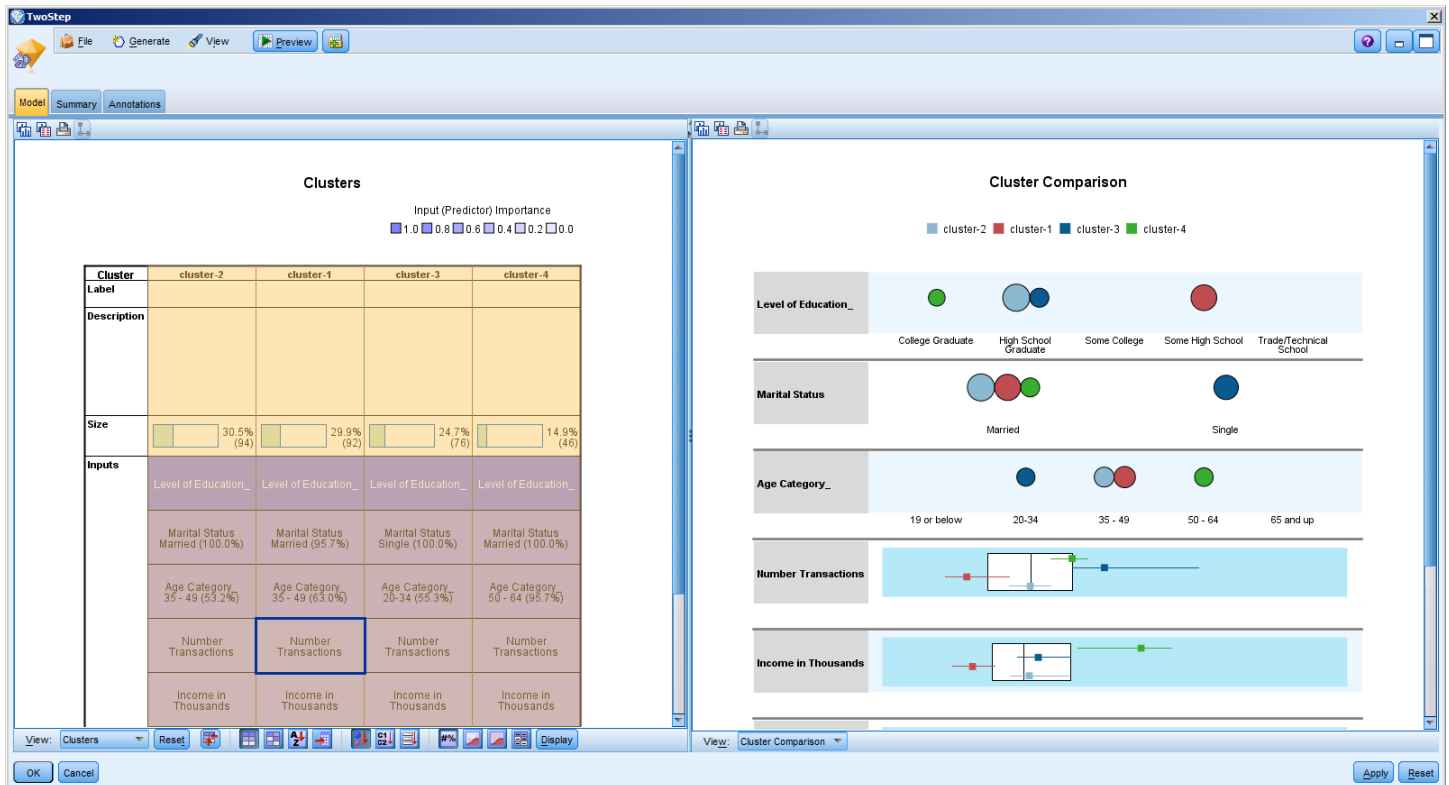 TwoStep
File Generate View Preview
Model Summary Annotations
Clusters
Input (Predictor) Importance
1.0 0.8 0.6 0.4 0.2 0.0
Cluster cluster-2 cluster-1 cluster-3 cluster-4
Label
Description
Size
30.5% 29.9% 24.7% 14.9%
(94) (92) (76) (46)
Inputs
Level of Education_ Level of Education_ Level of Education_ Level of Education_
Marital Status Marital Status Marital Status Marital Status
Married (100.0%) Married (95.7%) Single (100.0%) Married (100.0%)
Age Category_ Age Category_ Age Category_ Age Category_
35 - 49 (53.2%) 35 - 49 (63.0%) 20-34 (55.3%) 50 - 64 (95.7%)
Number Number Number Number
Transactions Transactions Transactions Transactions
Income in Income in Income in Income in
Thousands Thousands Thousands Thousands
View: Clusters Reset A Z C1 C2 #% Display
Cluster Comparison
cluster-2 cluster-1 cluster-3 cluster-4
Level of Education_
College Graduate High School Graduate Some College Some High School Trade/Technical School
Marital Status
Married Single
Age Category_
19 or below 20-34 35 - 49 50 - 64 65 and up
Number Transactions
Income in Thousands
View: Cluster Comparison
OK Cancel Apply Reset